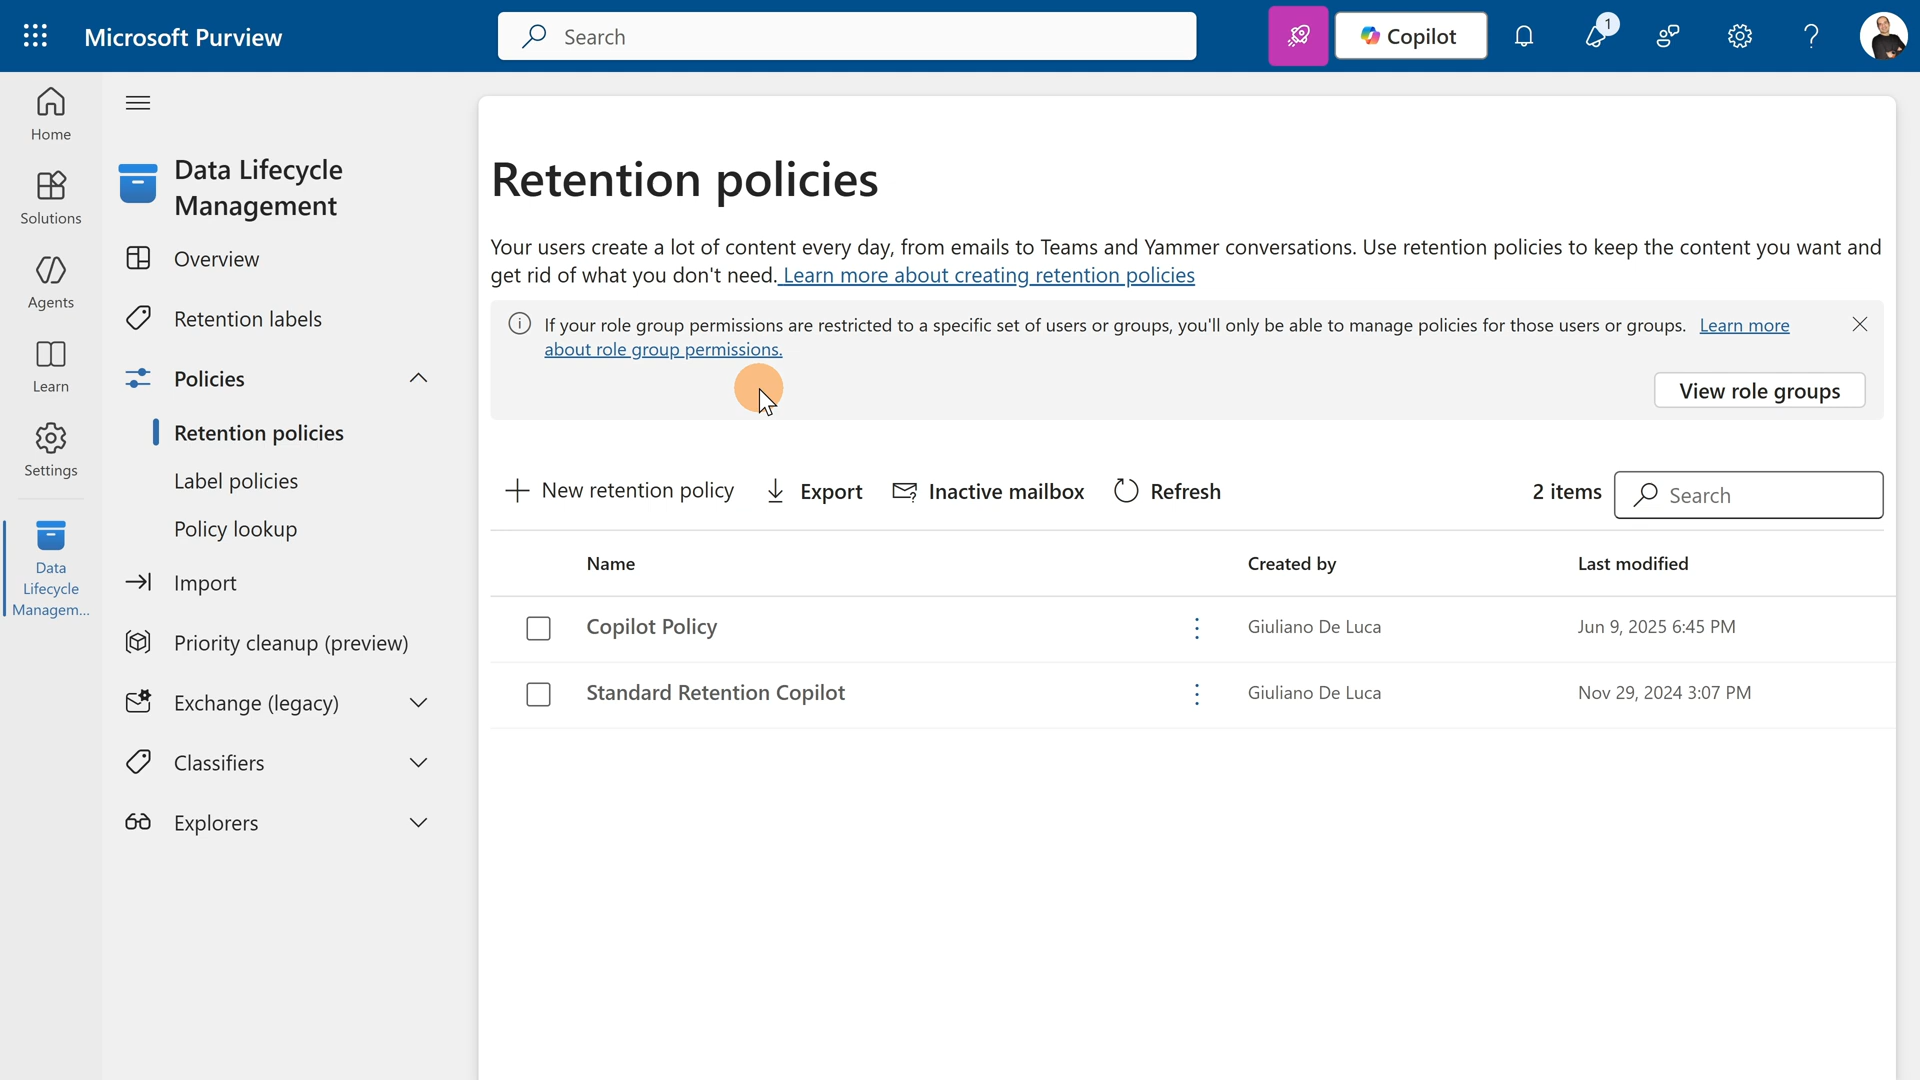 Microsoft Purview
Search
Copilot
1
Home
Solutions
Agents
Learn
Settings
Data
Lifecycle
Managem...
Data Lifecycle
Management
Overview
Retention labels
Policies
Retention policies
Label policies
Policy lookup
Import
Priority cleanup (preview)
Exchange (legacy)
Classifiers
Explorers
Retention policies
Your users create a lot of content every day, from emails to Teams and Yammer conversations. Use retention policies to keep the content you want and
get rid of what you don't need. Learn more about creating retention policies
If your role group permissions are restricted to a specific set of users or groups, you'll only be able to manage policies for those users or groups. Learn more
about role group permissions.
View role groups
New retention policy Export Inactive mailbox Refresh 2 items Search
Name Created by Last modified
Copilot Policy Giuliano De Luca Jun 9, 2025 6:45 PM
Standard Retention Copilot Giuliano De Luca Nov 29, 2024 3:07 PM